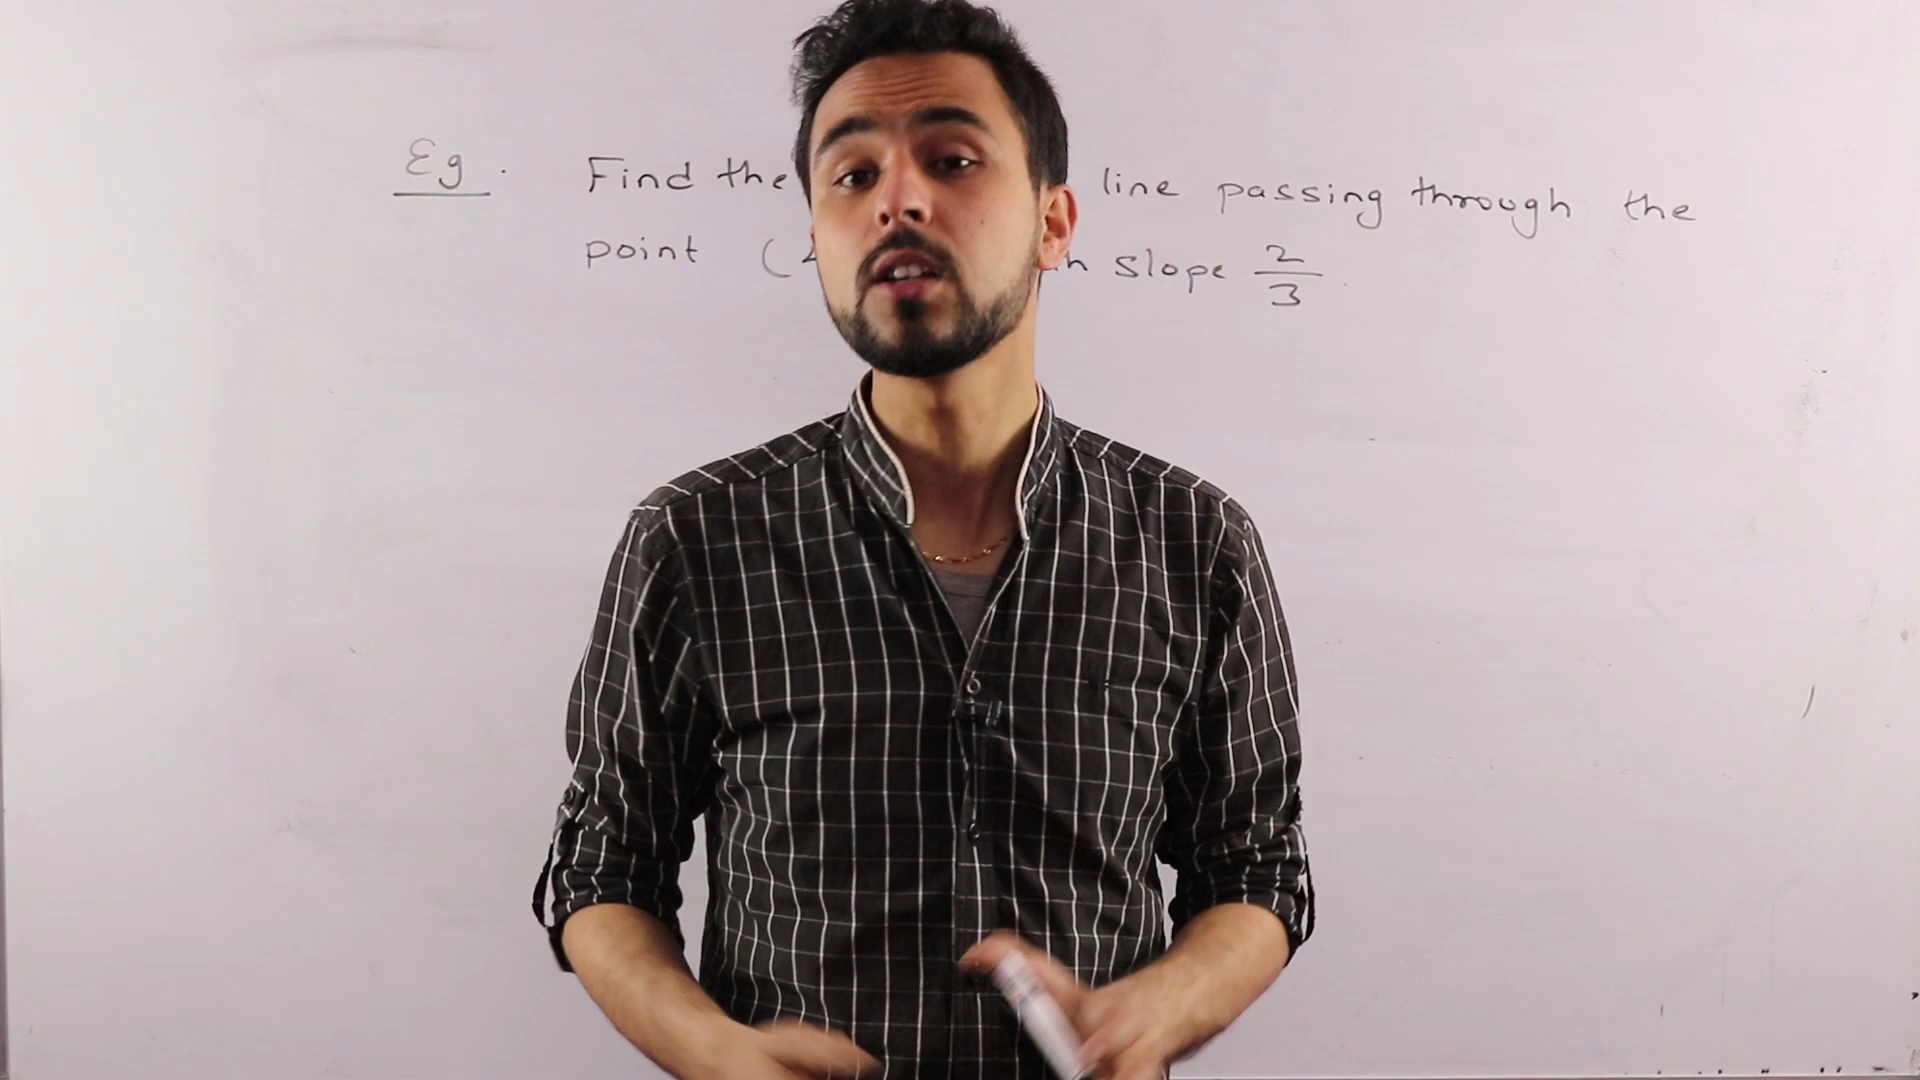 Eg. Find the line passing through the
point ( slope 2/3